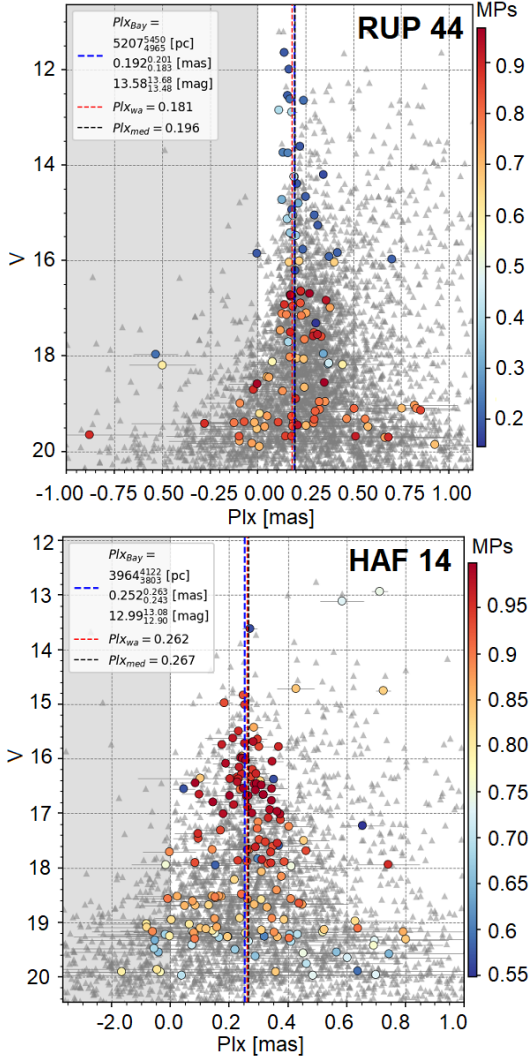 RUP 44
MPs
Plx_Bay =
5207^5450_4965 [pc]
0.192^0.201_0.183 [mas]
13.58^13.68_13.48 [mag]
Plx_wa = 0.181
Plx_med = 0.196
12
14
16
18
20
V
-1.00 -0.75 -0.50 -0.25 0.00 0.25 0.50 0.75 1.00
Plx [mas]
0.9
0.8
0.7
0.6
0.5
0.4
0.3
0.2
HAF 14
MPs
Plx_Bay =
3964^4122_3803 [pc]
0.252^0.263_0.243 [mas]
12.99^13.08_12.90 [mag]
Plx_wa = 0.262
Plx_med = 0.267
12
13
14
15
16
17
18
19
20
V
-2.0 0.0 0.2 0.4 0.6 0.8 1.0
Plx [mas]
0.95
0.90
0.85
0.80
0.75
0.70
0.65
0.6
0.55